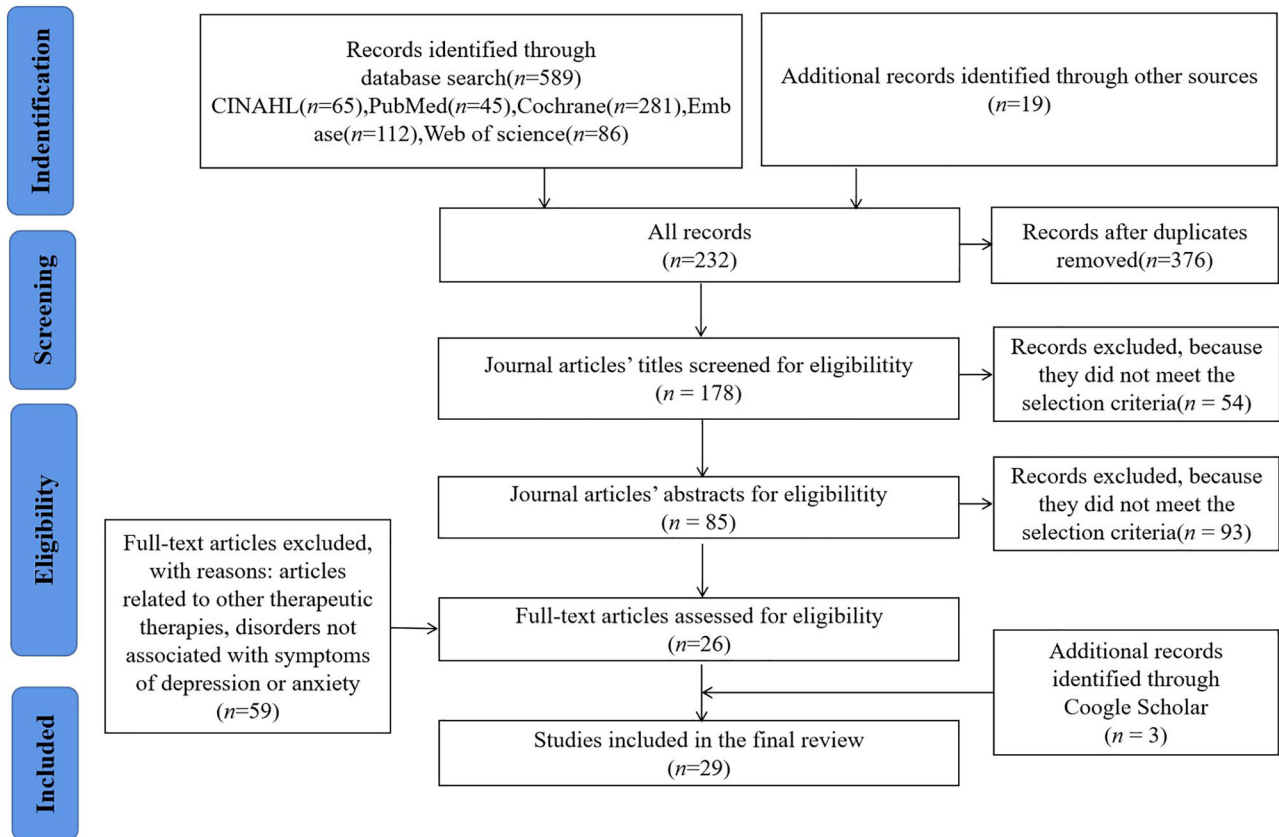 Indentification
Records identified through
database search(n=589)
CINAHL(n=65),PubMed(n=45),Cochrane(n=281),Emb
ase(n=112),Web of science(n=86)
Additional records identified through other sources
(n=19)
Screening
All records
(n=232)
Records after duplicates
removed(n=376)
Journal articles’ titles screened for eligibilitity
(n = 178)
Records excluded, because
they did not meet the
selection criteria(n = 54)
Eligibility
Journal articles’ abstracts for eligibilitity
(n = 85)
Records excluded, because
they did not meet the
selection criteria(n = 93)
Full-text articles excluded,
with reasons: articles
related to other therapeutic
therapies, disorders not
associated with symptoms
of depression or anxiety
(n=59)
Full-text articles assessed for eligibility
(n=26)
Additional records
identified through
Coogle Scholar
(n = 3)
Included
Studies included in the final review
(n=29)